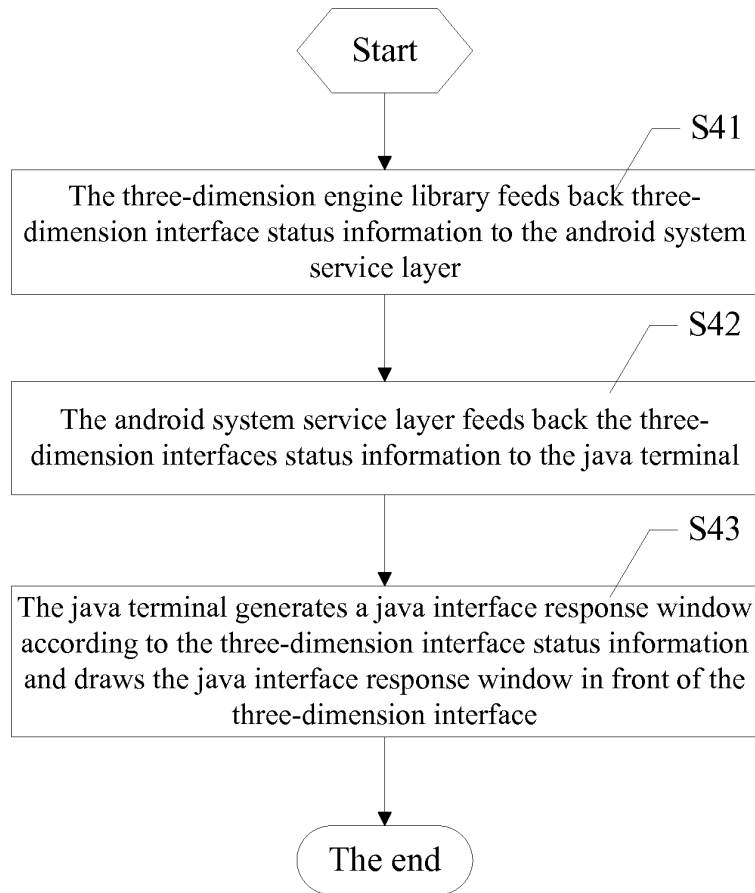 Start
S41
The three-dimension engine library feeds back three-
dimension interface status information to the android system
service layer
S42
The android system service layer feeds back the three-
dimension interfaces status information to the java terminal
S43
The java terminal generates a java interface response window
according to the three-dimension interface status information
and draws the java interface response window in front of the
three-dimension interface
The end